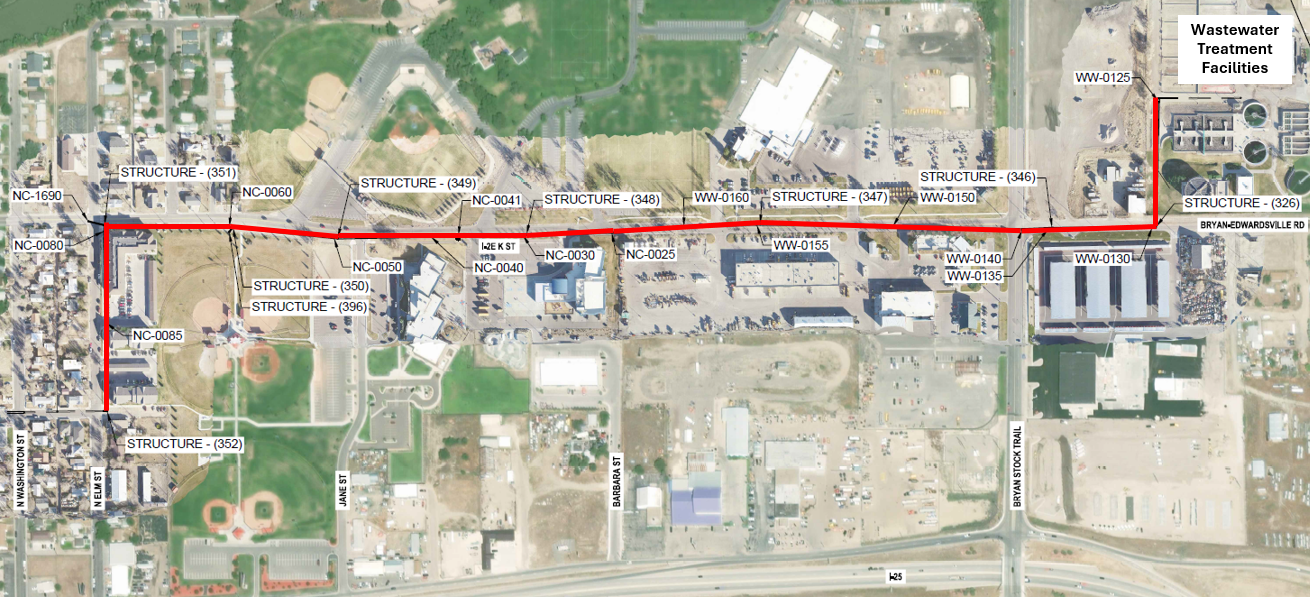 Wastewater
Treatment
Facilities
WW-0125
STRUCTURE - (351)
NC-1690
NC-0060
STRUCTURE - (349)
NC-0041
STRUCTURE - (348)
WW-0160
STRUCTURE - (347)
WW-0150
STRUCTURE - (346)
STRUCTURE - (326)
BRYAN-EDWARDSVILLE RD
NC-0080
I-2E K ST
NC-0050
NC-0040
NC-0030
NC-0025
WW-0155
WW-0140
WW-0135
WW-0130
STRUCTURE - (350)
STRUCTURE - (396)
NC-0085
STRUCTURE - (352)
N WASHINGTON ST
N ELM ST
JANE ST
BARBARA ST
BRYAN STOCK TRAIL
I-25